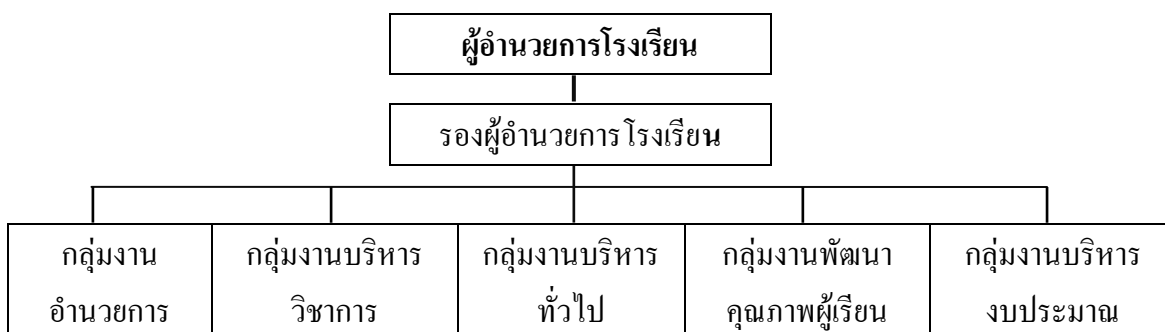 ผู้อำนวยการโรงเรียน
รองผู้อำนวยการโรงเรียน
กลุ่มงาน
อำนวยการ
กลุ่มงานบริหาร
วิชาการ
กลุ่มงานบริหาร
ทั่วไป
กลุ่มงานพัฒนา
คุณภาพผู้เรียน
กลุ่มงานบริหาร
งบประมาณ